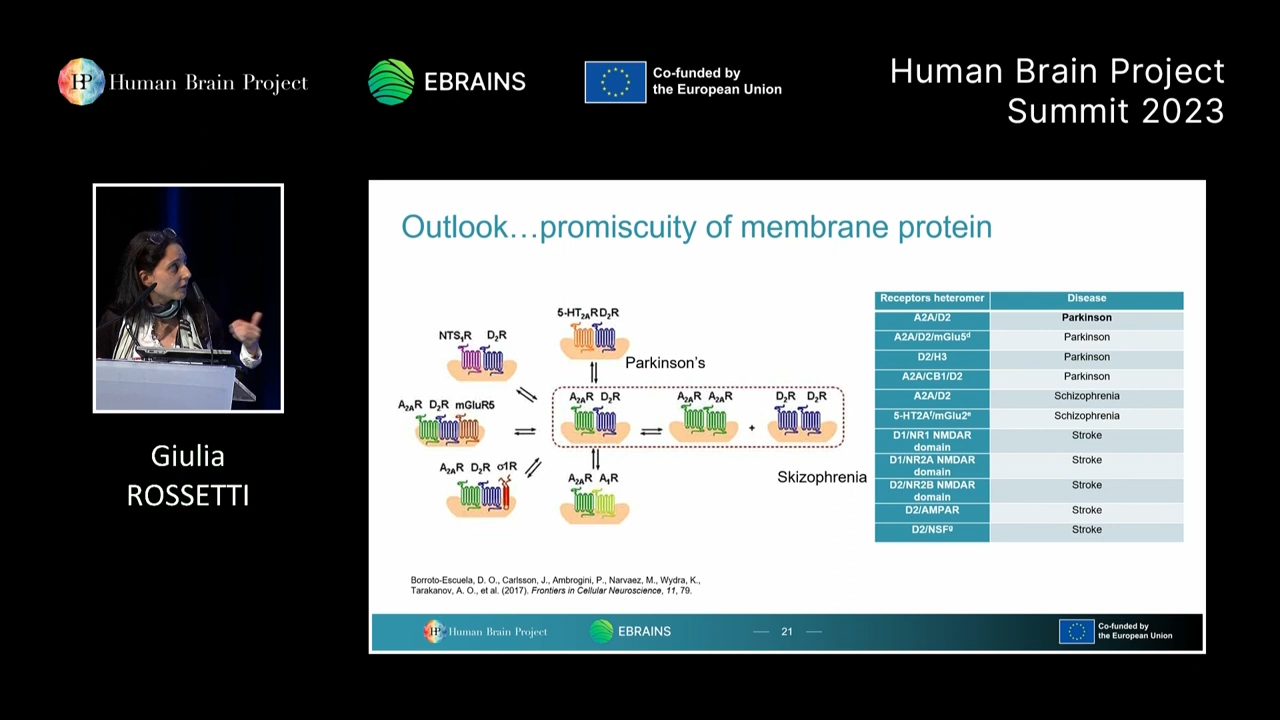 HP Human Brain Project
EBRAINS
Co-funded by
the European Union
Human Brain Project
Summit 2023
Giulia
ROSSETTI
Outlook…promiscuity of membrane protein
5-HT2AR D2R
NTS1R D2R
Parkinson's
A2AR D2R mGluR5
A2AR D2R
A2AR A2AR
+
D2R D2R
A2AR D2R σ1R
A2AR A1R
Skizophrenia
Receptors heteromer Disease
A2A/D2 Parkinson
A2A/D2/mGlu5ᵈ Parkinson
D2/H3 Parkinson
A2A/CB1/D2 Parkinson
A2A/D2 Schizophrenia
5-HT2Aᶠ/mGlu2ᵉ Schizophrenia
D1/NR1 NMDAR Stroke
domain
D1/NR2A NMDAR Stroke
domain
D2/NR2B NMDAR Stroke
domain
D2/AMPAR Stroke
D2/NSFᵍ Stroke
Borroto-Escuela, D. O., Carlsson, J., Ambrogini, P., Narvaez, M., Wydra, K.,
Tarakanov, A. O., et al. (2017). Frontiers in Cellular Neuroscience, 11, 79.
HP Human Brain Project
EBRAINS
21
Co-funded by
the European Union